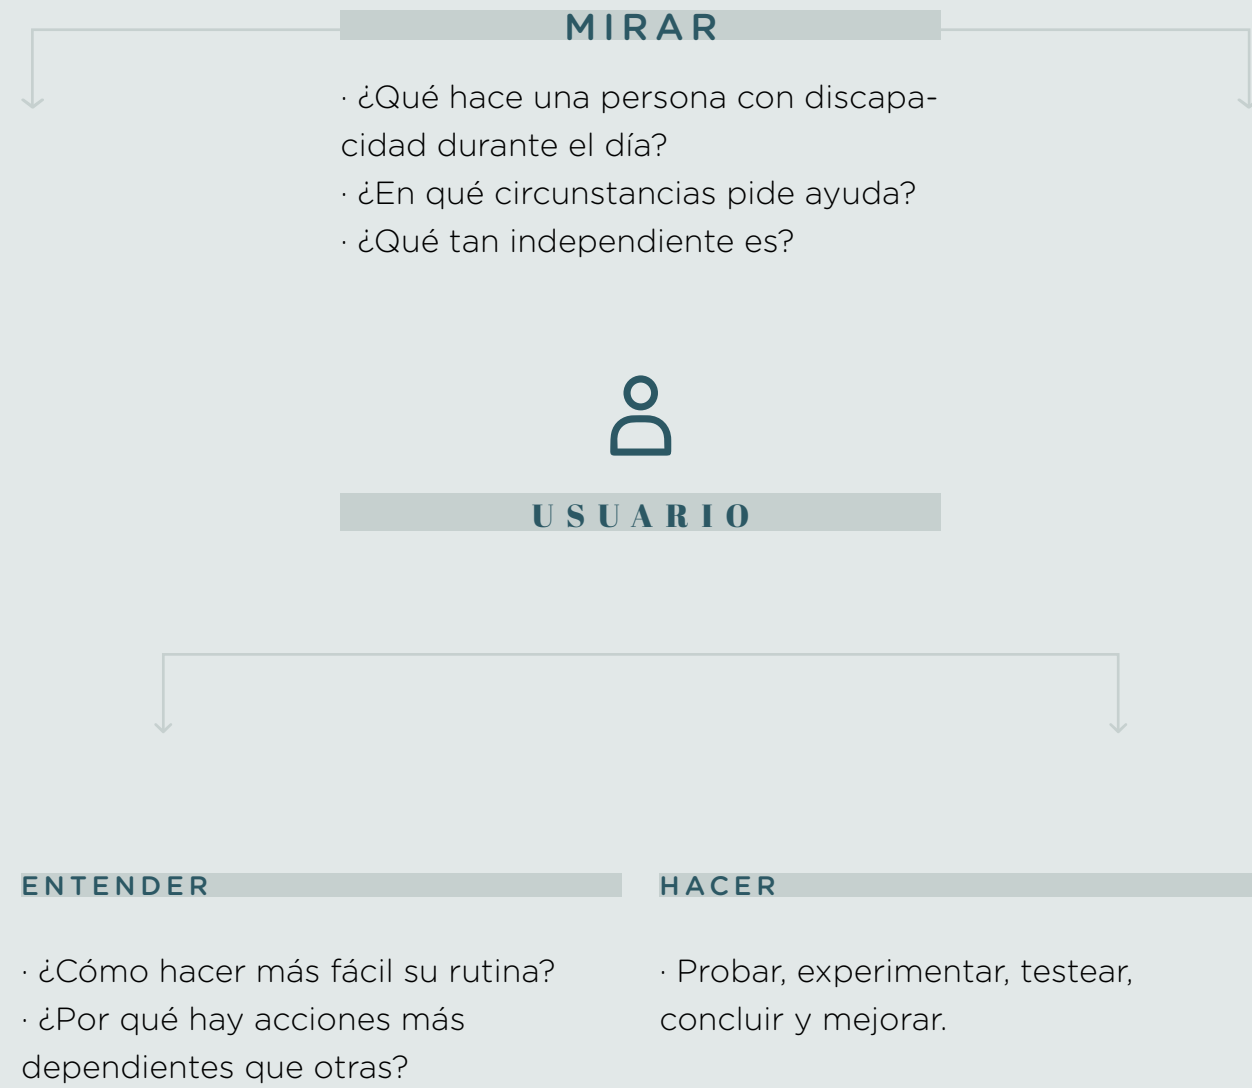 MIRAR
· ¿Qué hace una persona con discapa-
cidad durante el día?
· ¿En qué circunstancias pide ayuda?
· ¿Qué tan independiente es?
USUARIO
ENTENDER
· ¿Cómo hacer más fácil su rutina?
· ¿Por qué hay acciones más
dependientes que otras?
HACER
· Probar, experimentar, testear,
concluir y mejorar.